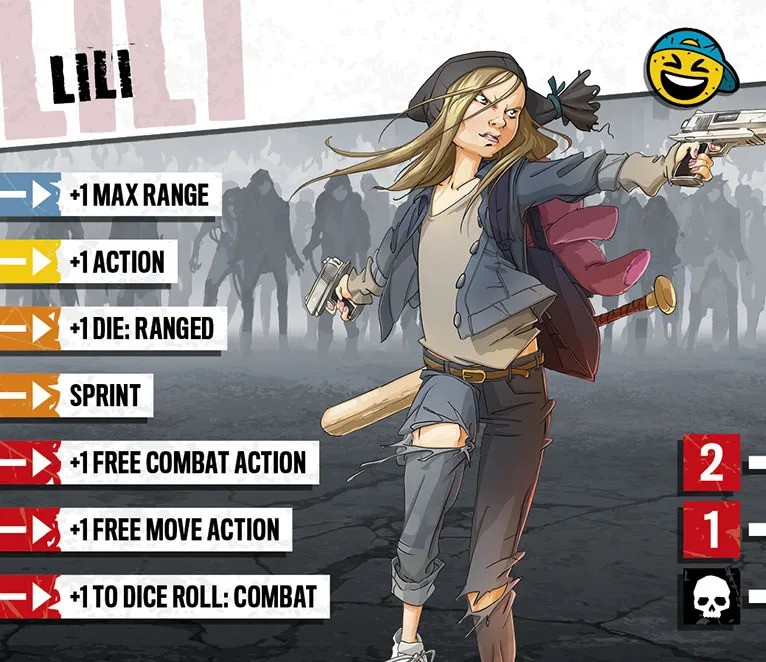 LILI
LILI
+1 MAX RANGE
+1 ACTION
+1 DIE: RANGED
SPRINT
+1 FREE COMBAT ACTION
+1 FREE MOVE ACTION
+1 TO DICE ROLL: COMBAT
2
1